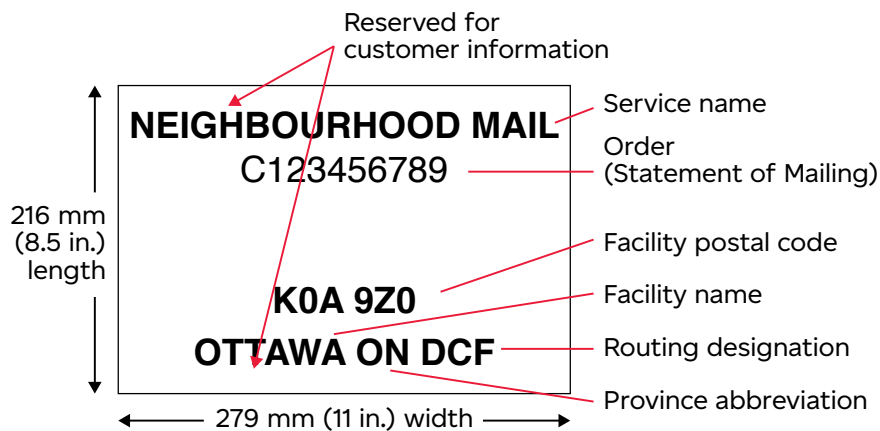 Reserved for
customer information
NEIGHBOURHOOD MAIL
C123456789
K0A 9Z0
OTTAWA ON DCF
Service name
Order
(Statement of Mailing)
Facility postal code
Facility name
Routing designation
Province abbreviation
216 mm
(8.5 in.)
length
279 mm (11 in.) width